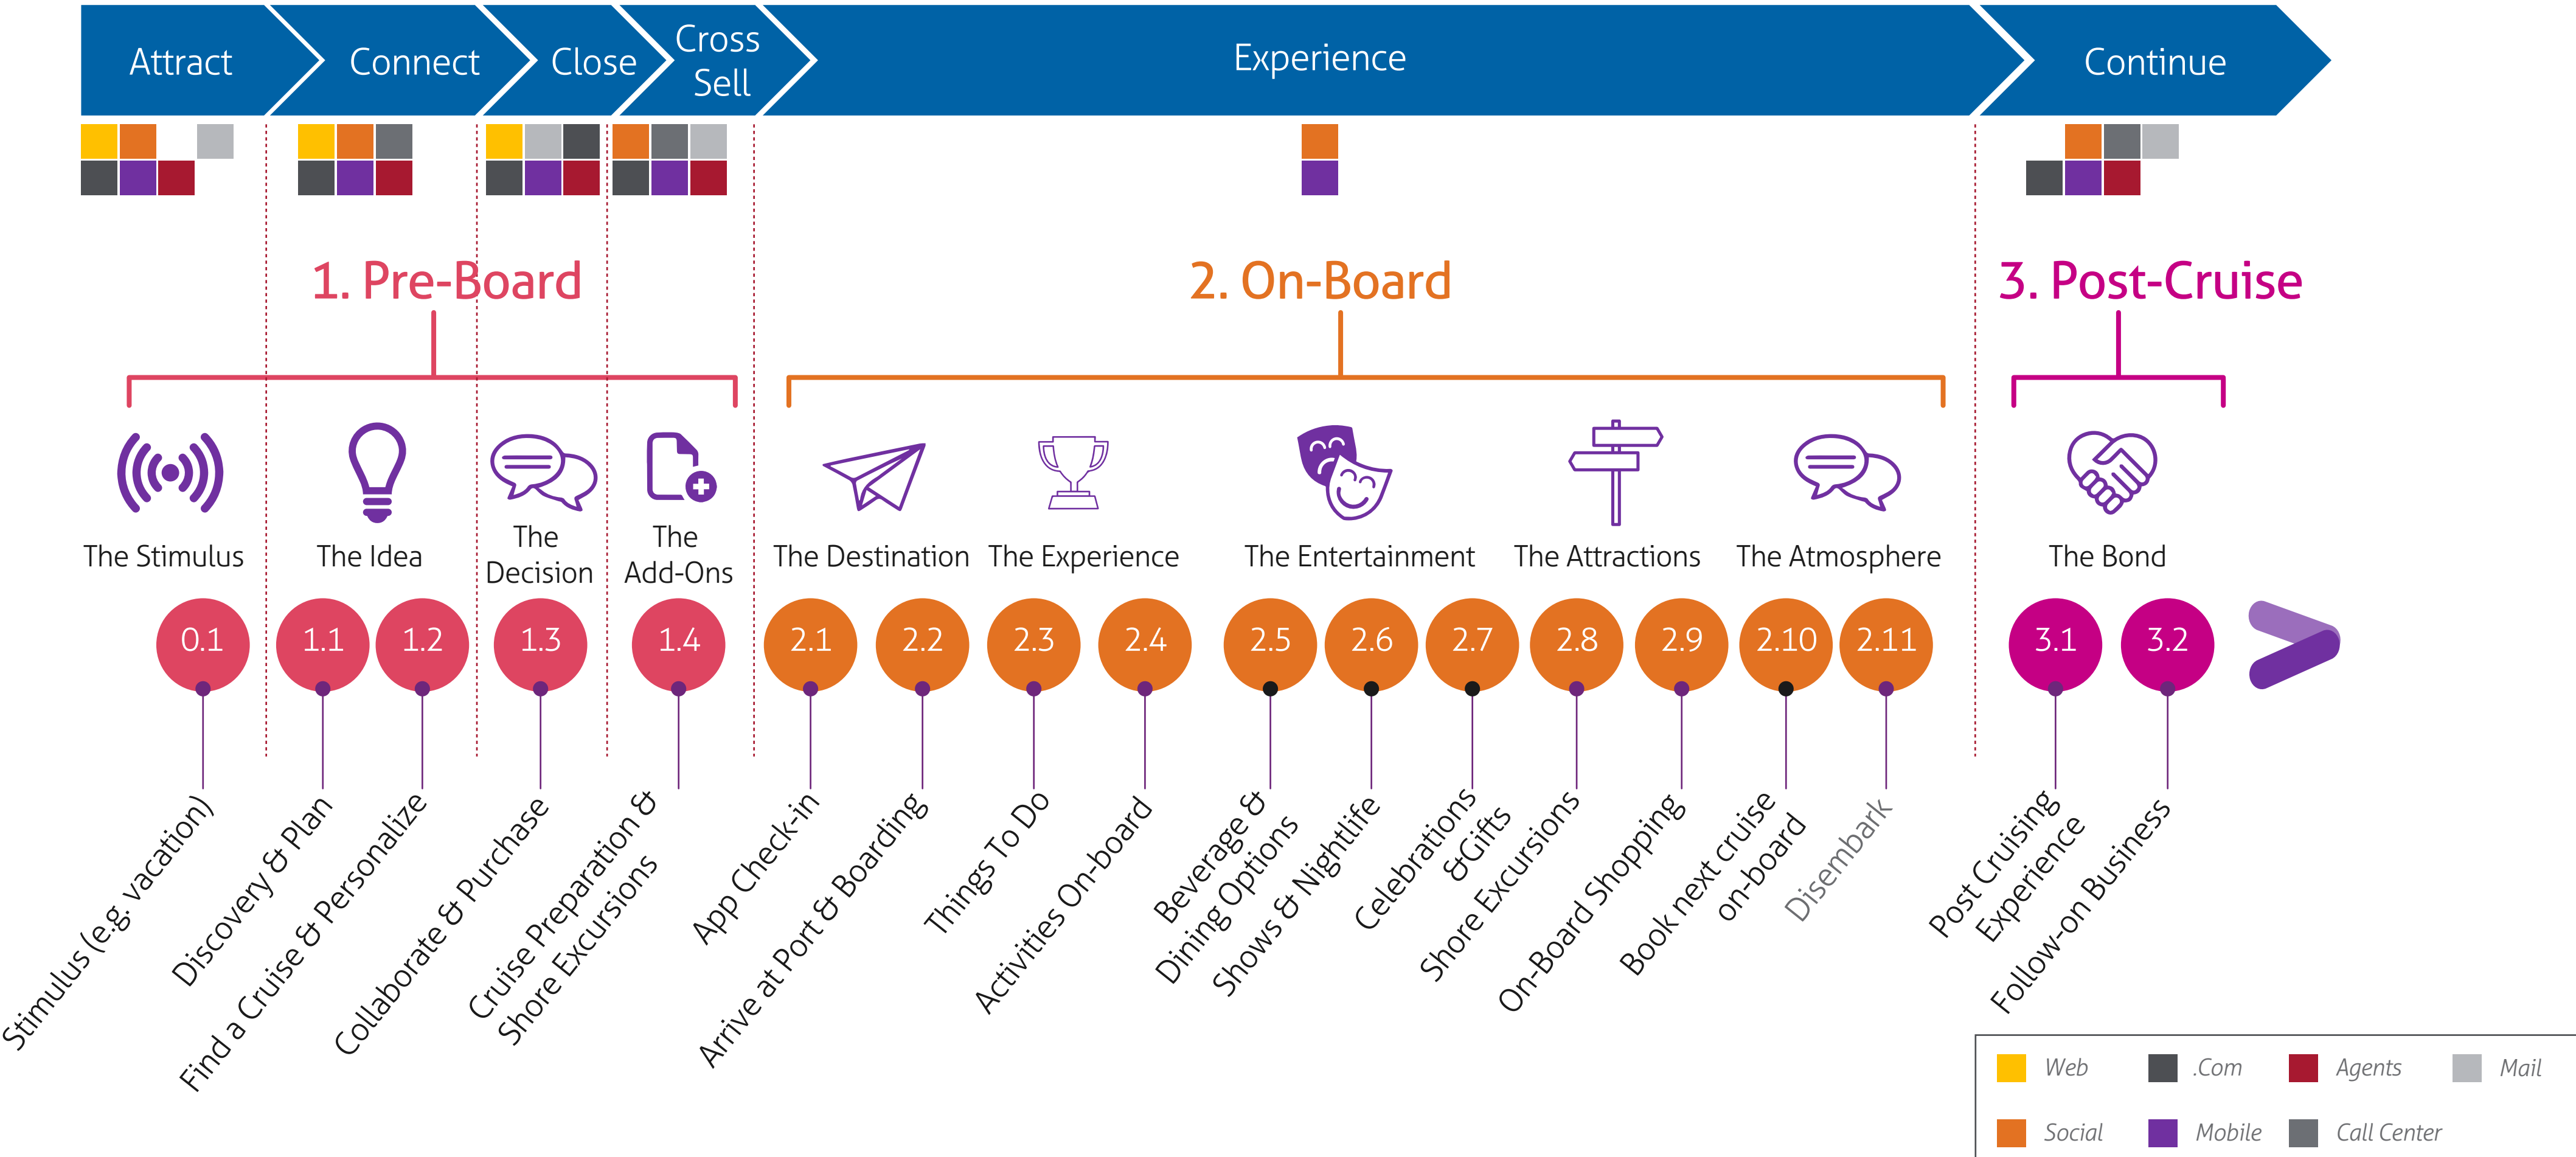 Attract
Connect
Close
Cross
Sell
Experience
Continue
1. Pre-Board
2. On-Board
3. Post-Cruise
The Stimulus
The Idea
The
Decision
The
Add-Ons
The Destination
The Experience
The Entertainment
The Attractions
The Atmosphere
The Bond
0.1
1.1
1.2
1.3
1.4
2.1
2.2
2.3
2.4
2.5
2.6
2.7
2.8
2.9
2.10
2.11
3.1
3.2
Stimulus (e.g. vacation)
Discovery & Plan
Find a Cruise & Personalize
Collaborate & Purchase
Cruise Preparation &
Shore Excursions
App Check-in
Arrive at Port & Boarding
Things To Do
Activities On-board
Beverage &
Dining Options
Shows & Nightlife
Celebrations
&Gifts
Shore Excursions
On-Board Shopping
Book next cruise
on-board
Disembark
Post Cruising
Experience
Follow-on Business
Web
.Com
Agents
Mail
Social
Mobile
Call Center